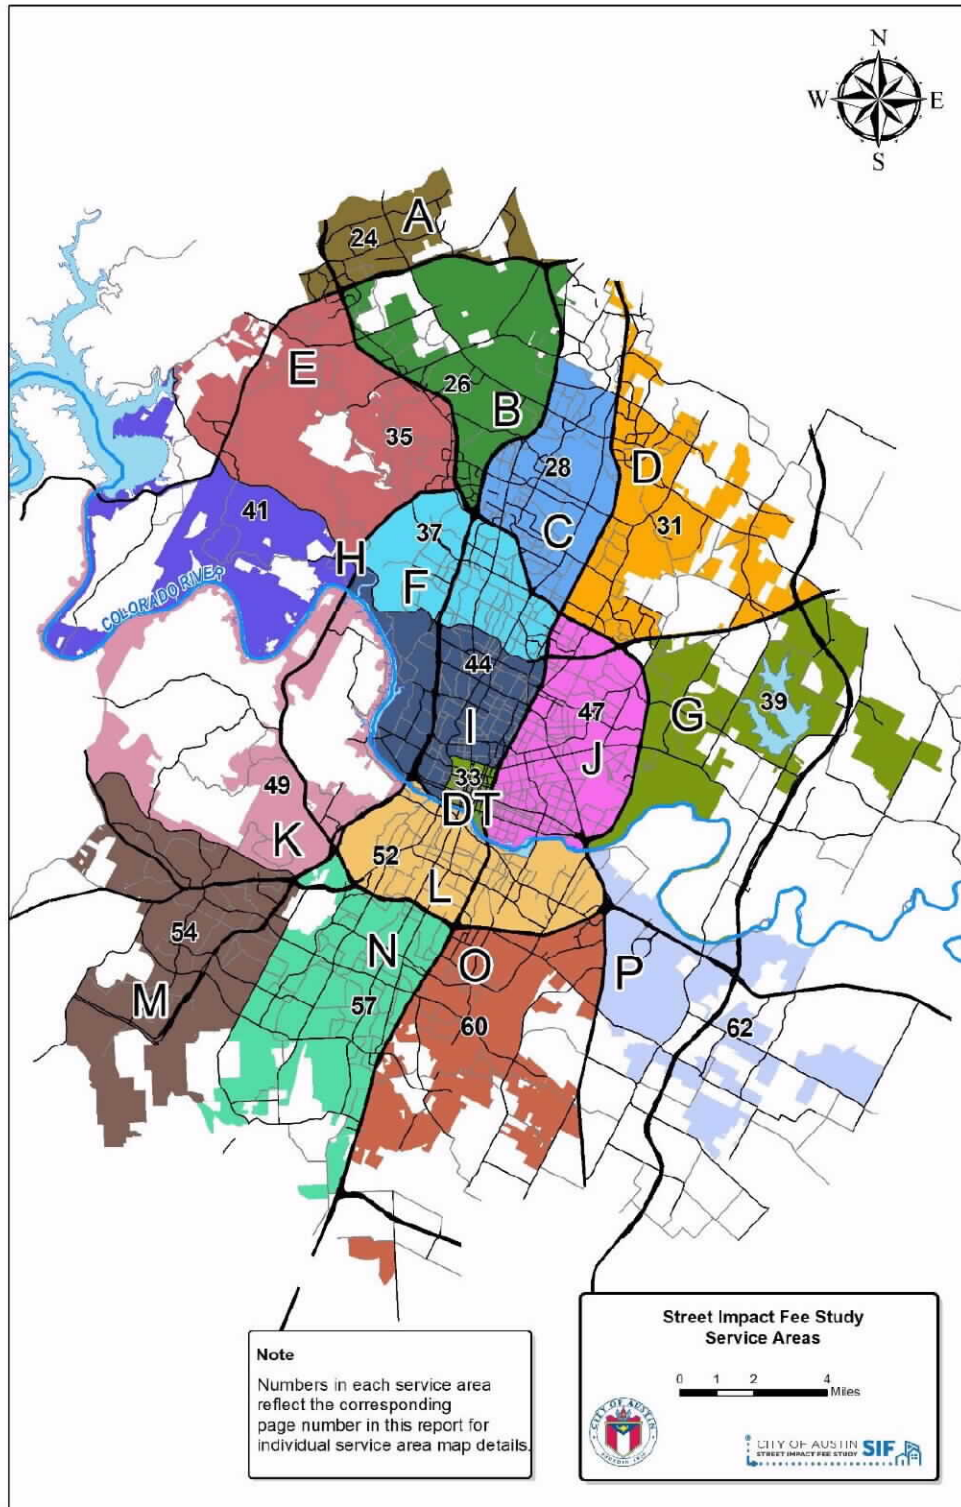 N
W E
S
A
24
E
26
B
35
28
D
C
31
41
37
H
F
COLORADO RIVER
44
47
G
39
I
J
33
DT
49
K
52
L
54
N
O
P
M
57
60
62
Street Impact Fee Study
Service Areas
0 1 2 4
Miles
Note
Numbers in each service area
reflect the corresponding
page number in this report for
individual service area map details.
CITY OF AUSTIN
CITY OF AUSTIN SIF
STREET IMPACT FEE STUDY